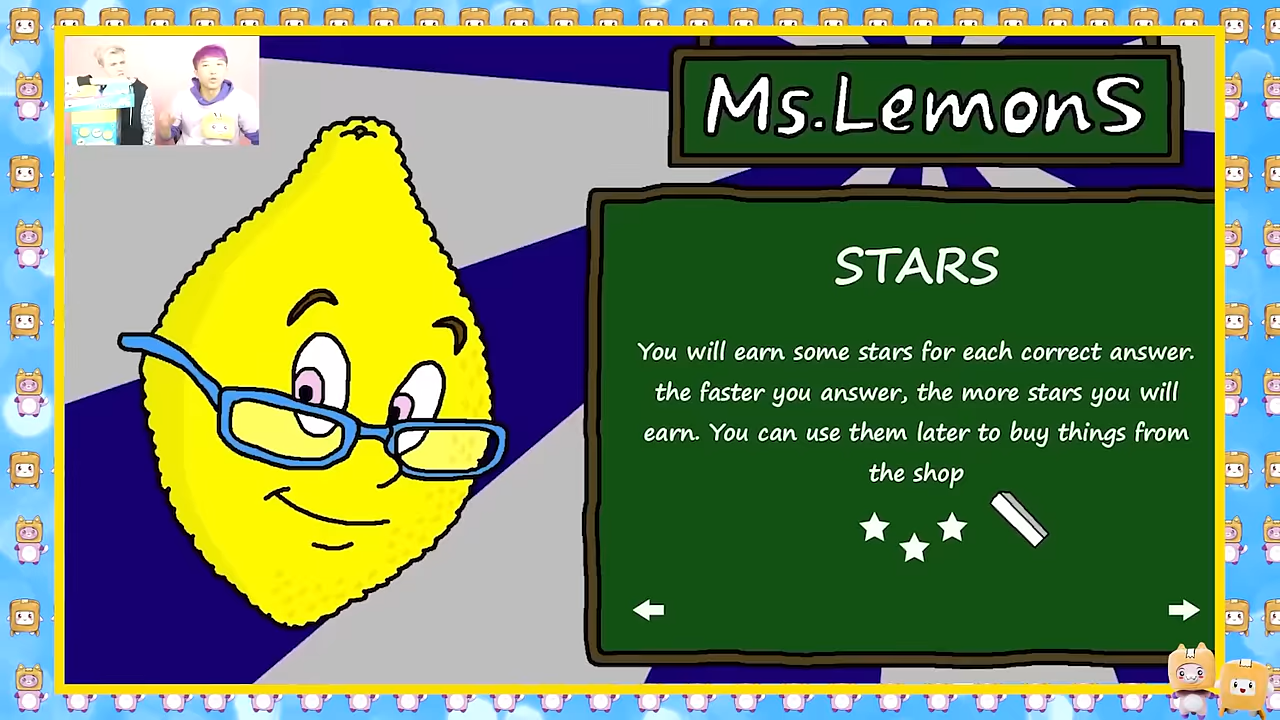 Ms.LemonS
STARS
You will earn some stars for each correct answer.
the faster you answer, the more stars you will
earn. You can use them later to buy things from
the shop